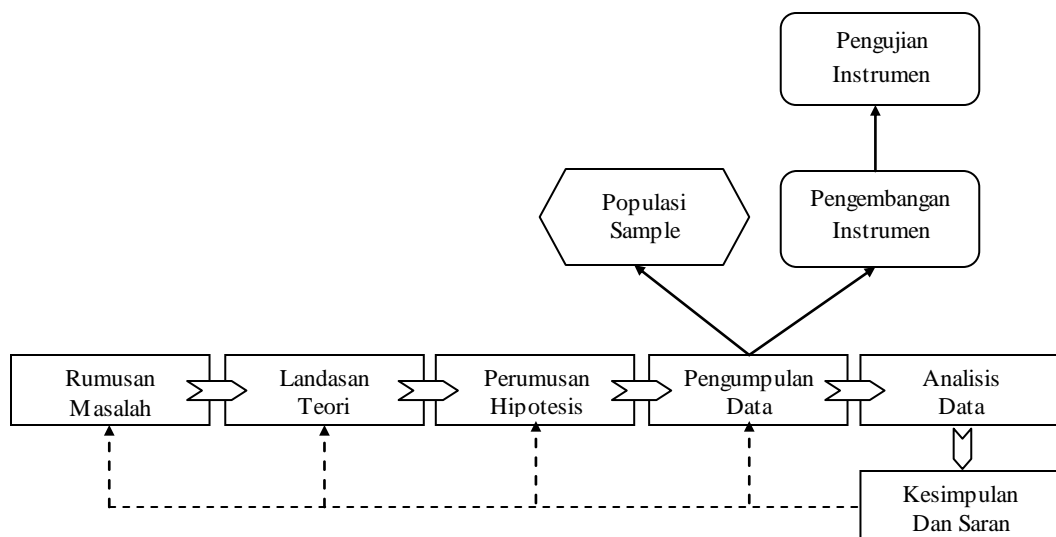 Pengujian
Instrumen
Populasi
Sample
Pengembangan
Instrumen
Rumusan
Masalah
Landasan
Teori
Perumusan
Hipotesis
Pengumpulan
Data
Analisis
Data
Kesimpulan
Dan Saran